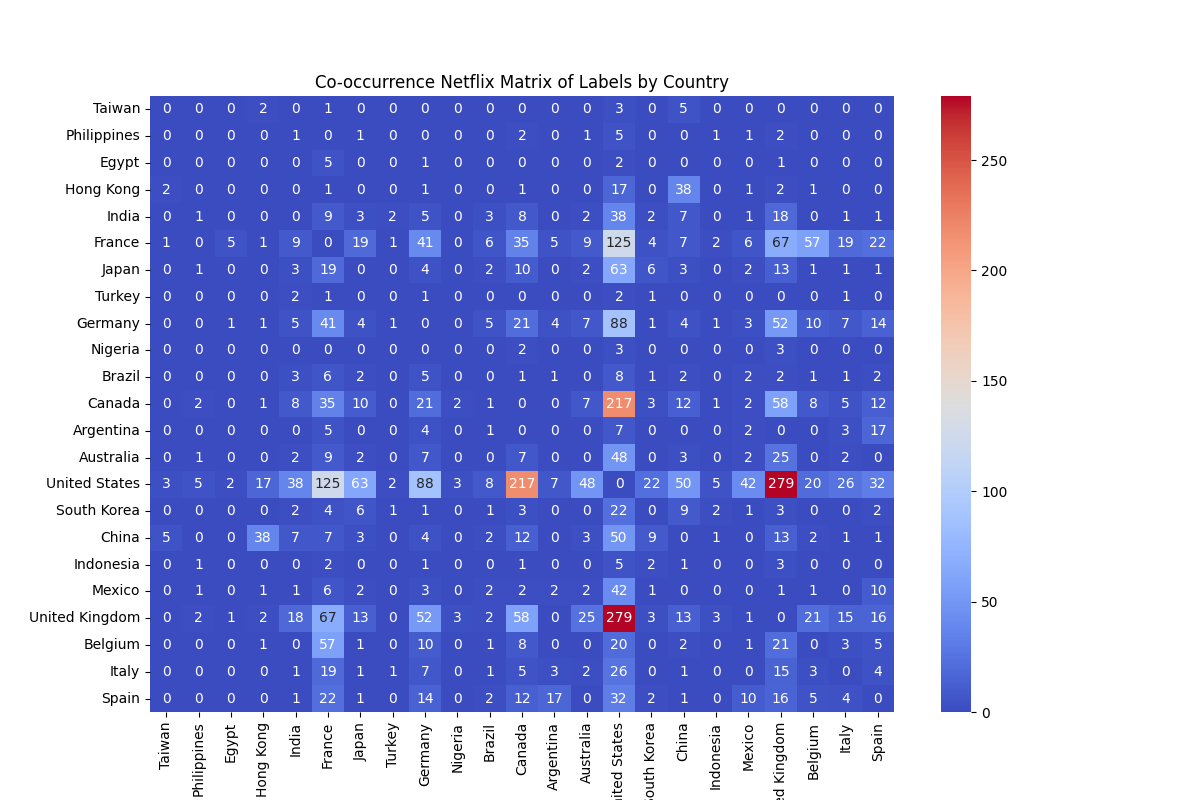 Co-occurrence Netflix Matrix of Labels by Country
Taiwan 0 0 0 2 0 1 0 0 0 0 0 0 0 0 3 0 5 0 0 0 0 0 0
Philippines 0 0 0 0 1 0 1 0 0 0 0 2 0 1 5 0 0 1 1 2 0 0 0
Egypt 0 0 0 0 0 5 0 0 1 0 0 0 0 0 2 0 0 0 0 1 0 0 0
Hong Kong 2 0 0 0 0 1 0 0 1 0 0 1 0 0 17 0 38 0 1 2 1 0 0
India 0 1 0 0 0 9 3 2 5 0 3 8 0 2 38 2 7 0 1 18 0 1 1
France 1 0 5 1 9 0 19 1 41 0 6 35 5 9 125 4 7 2 6 67 57 19 22
Japan 0 1 0 0 3 19 0 0 4 0 2 10 0 2 63 6 3 0 2 13 1 1 1
Turkey 0 0 0 0 2 1 0 0 1 0 0 0 0 0 2 1 0 0 0 0 0 1 0
Germany 0 0 1 1 5 41 4 1 0 0 5 21 4 7 88 1 4 1 3 52 10 7 14
Nigeria 0 0 0 0 0 0 0 0 0 0 0 2 0 0 3 0 0 0 0 3 0 0 0
Brazil 0 0 0 0 3 6 2 0 5 0 0 1 1 0 8 1 2 0 2 2 1 1 2
Canada 0 2 0 1 8 35 10 0 21 2 1 0 0 7 217 3 12 1 2 58 8 5 12
Argentina 0 0 0 0 0 5 0 0 4 0 1 0 0 0 7 0 0 0 2 0 0 3 17
Australia 0 1 0 0 2 9 2 0 7 0 0 7 0 0 48 0 3 0 2 25 0 2 0
United States 3 5 2 17 38 125 63 2 88 3 8 217 7 48 0 22 50 5 42 279 20 26 32
South Korea 0 0 0 0 2 4 6 1 1 0 1 3 0 0 22 0 9 2 1 3 0 0 2
China 5 0 0 38 7 7 3 0 4 0 2 12 0 3 50 9 0 1 0 13 2 1 1
Indonesia 0 1 0 0 0 2 0 0 1 0 0 1 0 0 5 2 1 0 0 3 0 0 0
Mexico 0 1 0 1 1 6 2 0 3 0 2 2 2 2 42 1 0 0 0 1 1 0 10
United Kingdom 0 2 1 2 18 67 13 0 52 3 2 58 0 25 279 3 13 3 1 0 21 15 16
Belgium 0 0 0 1 0 57 1 0 10 0 1 8 0 0 20 0 2 0 1 21 0 3 5
Italy 0 0 0 0 1 19 1 1 7 0 1 5 3 2 26 0 1 0 0 15 3 0 4
Spain 0 0 0 0 1 22 1 0 14 0 2 12 17 0 32 2 1 0 10 16 5 4 0
Taiwan
Philippines
Egypt
Hong Kong
India
France
Japan
Turkey
Germany
Nigeria
Brazil
Canada
Argentina
Australia
nited States
outh Korea
China
Indonesia
Mexico
d Kingdom
Belgium
Italy
Spain
250
200
150
100
50
0